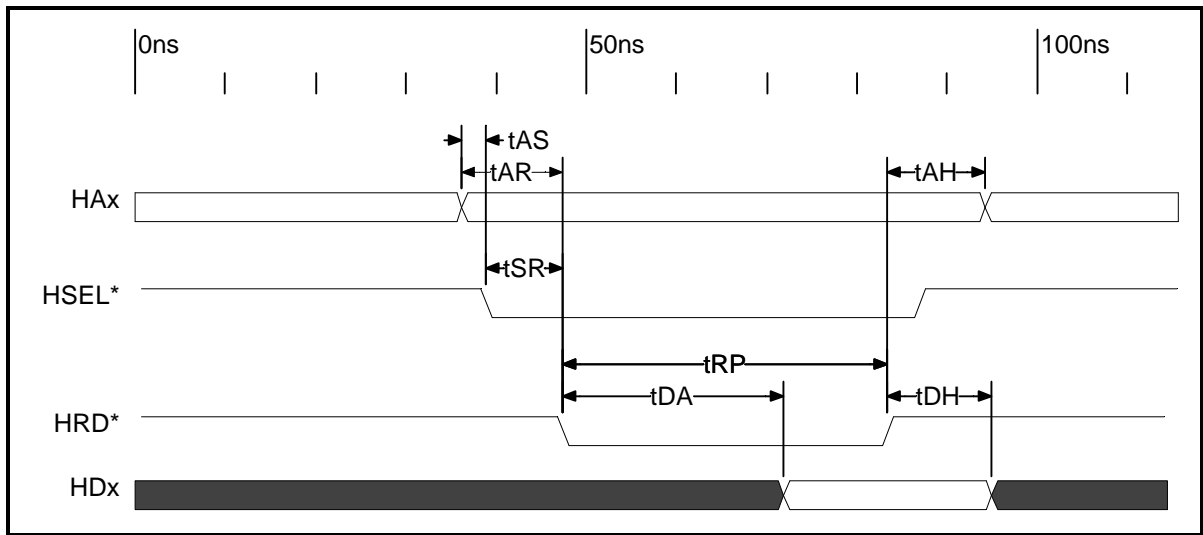 0ns 50ns 100ns
tAS
tAR tAH
HAx
tSR
HSEL*
tRP
tDA tDH
HRD*
HDx